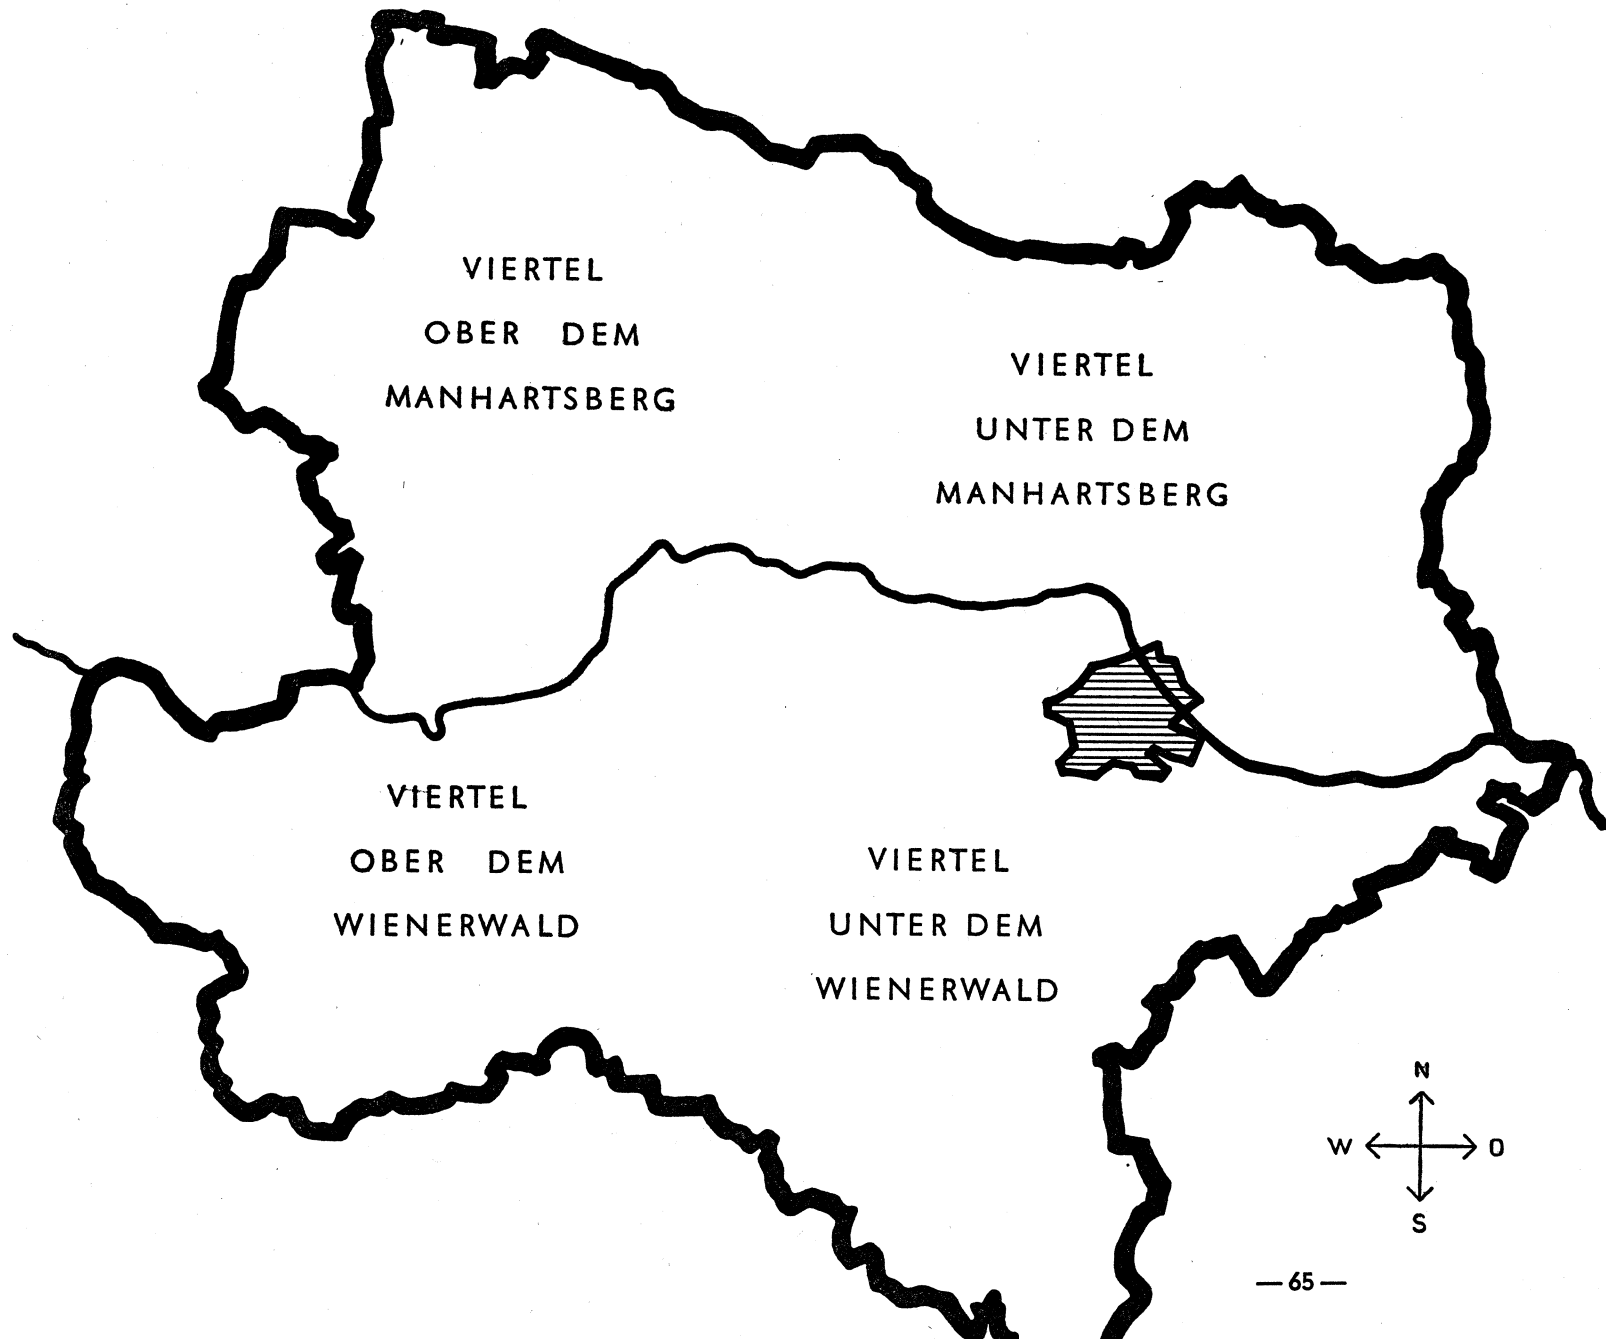 VIERTEL
OBER DEM
MANHARTSBERG
VIERTEL
UNTER DEM
MANHARTSBERG
VIERTEL
OBER DEM
WIENERWALD
VIERTEL
UNTER DEM
WIENERWALD
N
W O
S
— 65 —